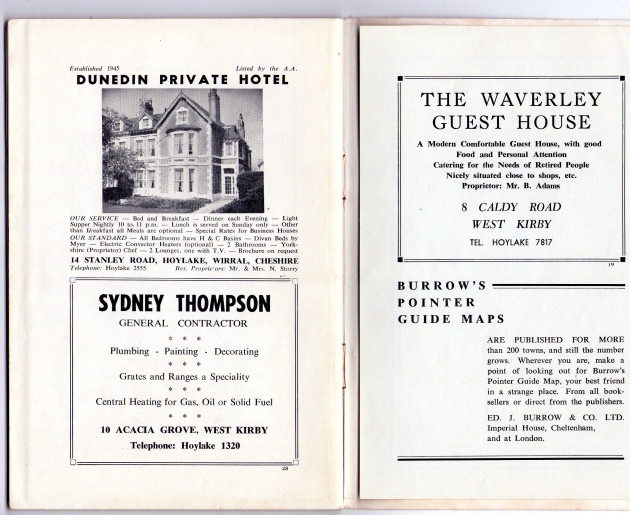 Established 1945 Listed by the A.A.
DUNEDIN PRIVATE HOTEL
OUR SERVICE — Bed and Breakfast — Dinner each Evening — Light
Supper Nightly 10 to 11 p.m. — Lunch is served on Sunday only — Other
than Breakfast all Meals are optional — Special Rates for Business Houses
OUR STANDARD — All Bedrooms have H & C Basins — Divan Beds by
Myer — Electric Convector Heaters (optional) — 2 Bathrooms — York-
shire (Proprietor) Chef — 2 Lounges, one with T.V. — Brochure on request
14 STANLEY ROAD, HOYLAKE, WIRRAL, CHESHIRE
Telephone: Hoylake 2555 Res. Proprietors: Mr. & Mrs. N. Storry
SYDNEY THOMPSON
GENERAL CONTRACTOR
* * *
Plumbing - Painting - Decorating
* * *
Grates and Ranges a Speciality
* * *
Central Heating for Gas, Oil or Solid Fuel
* * *
10 ACACIA GROVE, WEST KIRBY
Telephone: Hoylake 1320
20
THE WAVERLEY
GUEST HOUSE
A Modern Comfortable Guest House, with good
Food and Personal Attention
Catering for the Needs of Retired People
Nicely situated close to shops, etc.
Proprietor: Mr. B. Adams
8 CALDY ROAD
WEST KIRBY
TEL. HOYLAKE 7817
19
BURROW'S
POINTER
GUIDE MAPS
ARE PUBLISHED FOR MORE
than 200 towns, and still the number
grows. Wherever you are, make a
point of looking out for Burrow's
Pointer Guide Map, your best friend
in a strange place. From all book-
sellers or direct from the publishers.
ED. J. BURROW & CO. LTD.
Imperial House, Cheltenham,
and at London.